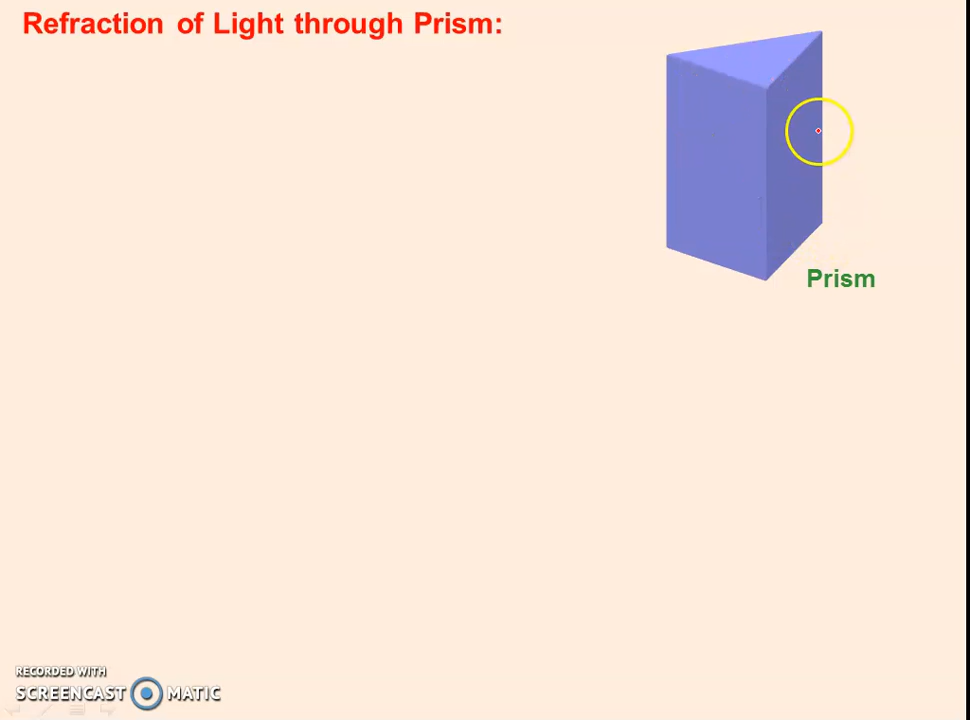 Refraction of Light through Prism:
Prism
RECORDED WITH
SCREENCAST MATIC